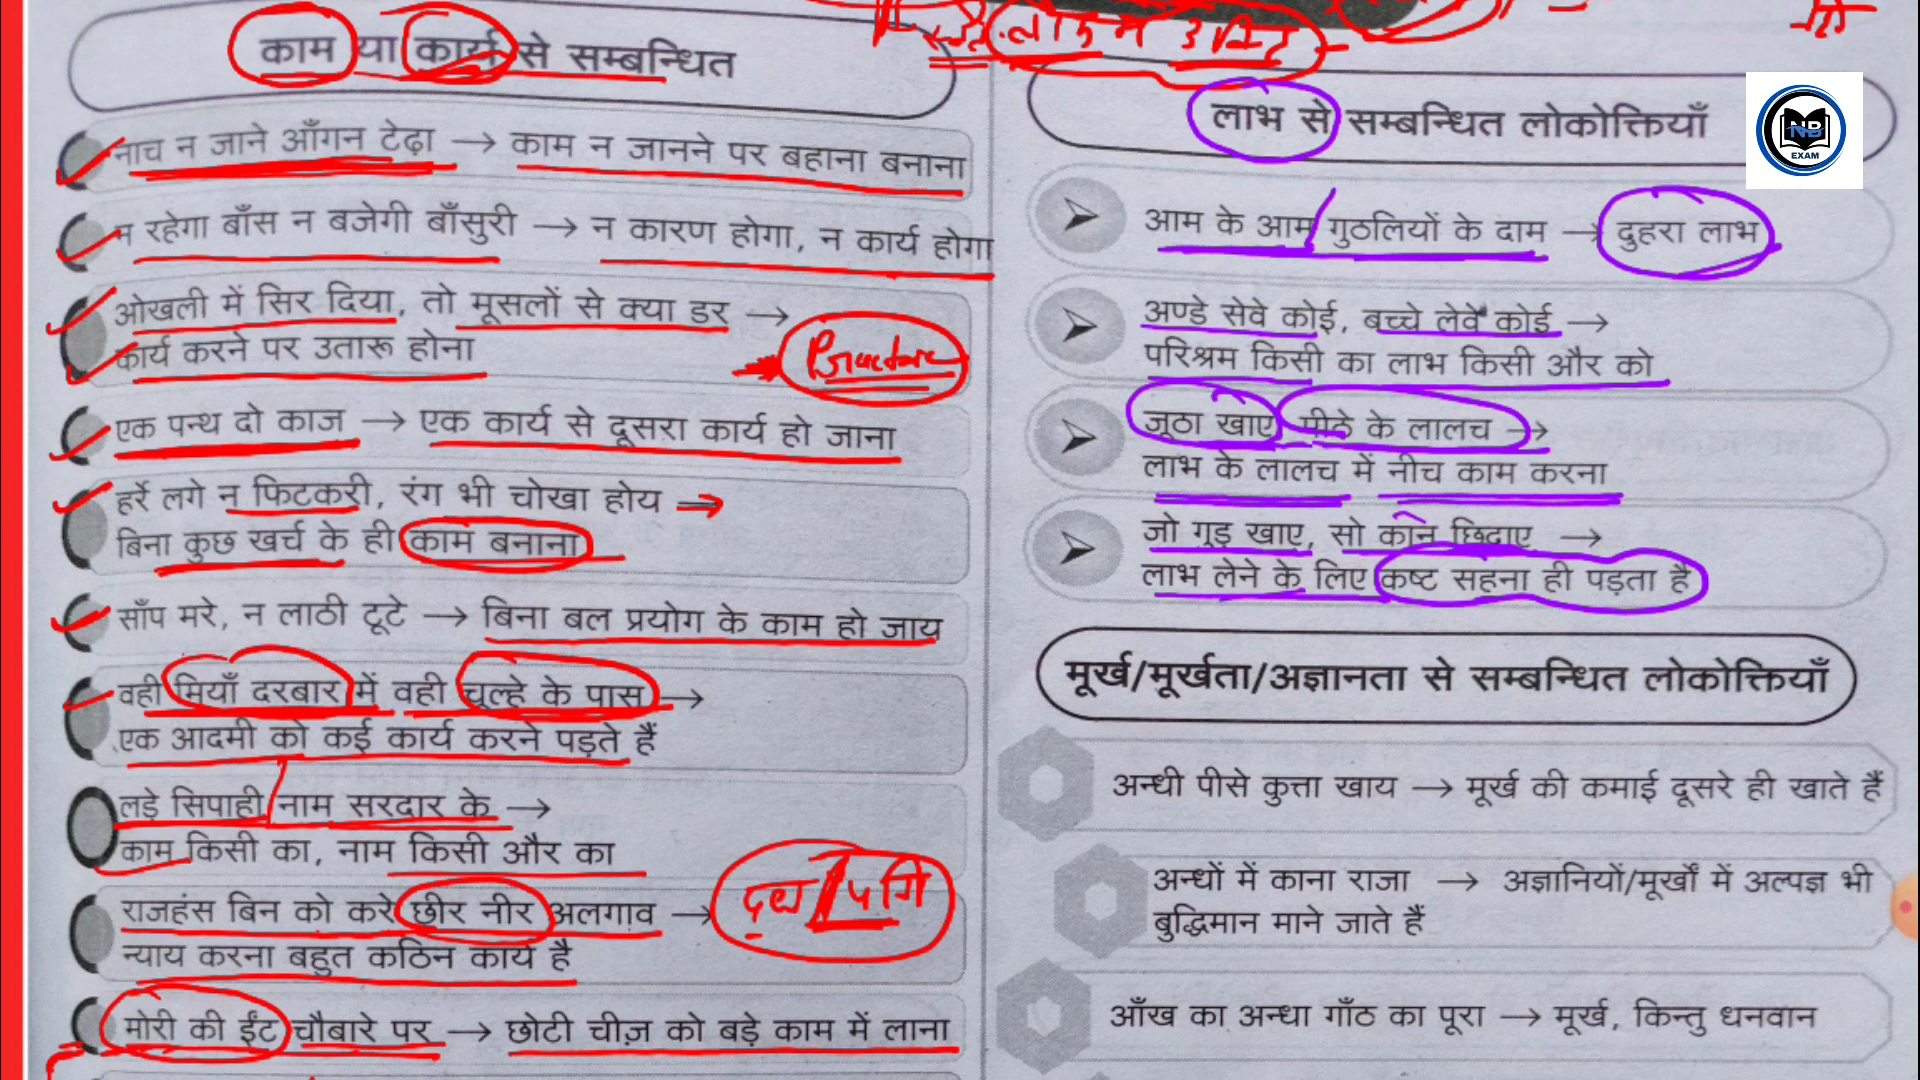 लोकोक्ति
काम या कार्य से सम्बन्धित
नाच न जाने आँगन टेढ़ा → काम न जानने पर बहाना बनाना
न रहेगा बाँस न बजेगी बाँसुरी → न कारण होगा, न कार्य होगा
ओखली में सिर दिया, तो मूसलों से क्या डर →
कार्य करने पर उतारू होना
एक पन्थ दो काज → एक कार्य से दूसरा कार्य हो जाना
हर्रे लगे न फिटकरी, रंग भी चोखा होय →
बिना कुछ खर्च के ही काम बनाना
साँप मरे, न लाठी टूटे → बिना बल प्रयोग के काम हो जाय
वही मियाँ दरबार में वही चूल्हे के पास →
एक आदमी को कई कार्य करने पड़ते हैं
लड़े सिपाही नाम सरदार के →
काम किसी का, नाम किसी और का
राजहंस बिन को करे छीर नीर अलगाव →
दूध पानी
न्याय करना बहुत कठिन कार्य है
मोरी की ईंट चौबारे पर → छोटी चीज़ को बड़े काम में लाना
लाभ से सम्बन्धित लोकोक्तियाँ
NB
EXAM
आम के आम गुठलियों के दाम → दुहरा लाभ
अण्डे सेवे कोई, बच्चे लेवें कोई →
परिश्रम किसी का लाभ किसी और को
जूठा खाए मीठे के लालच →
लाभ के लालच में नीच काम करना
जो गुड़ खाए, सो कान छिदाए →
लाभ लेने के लिए कष्ट सहना ही पड़ता है
मूर्ख/मूर्खता/अज्ञानता से सम्बन्धित लोकोक्तियाँ
अन्धी पीसे कुत्ता खाय → मूर्ख की कमाई दूसरे ही खाते हैं
अन्धों में काना राजा → अज्ञानियों/मूर्खों में अल्पज्ञ भी
बुद्धिमान माने जाते हैं
आँख का अन्धा गाँठ का पूरा → मूर्ख, किन्तु धनवान